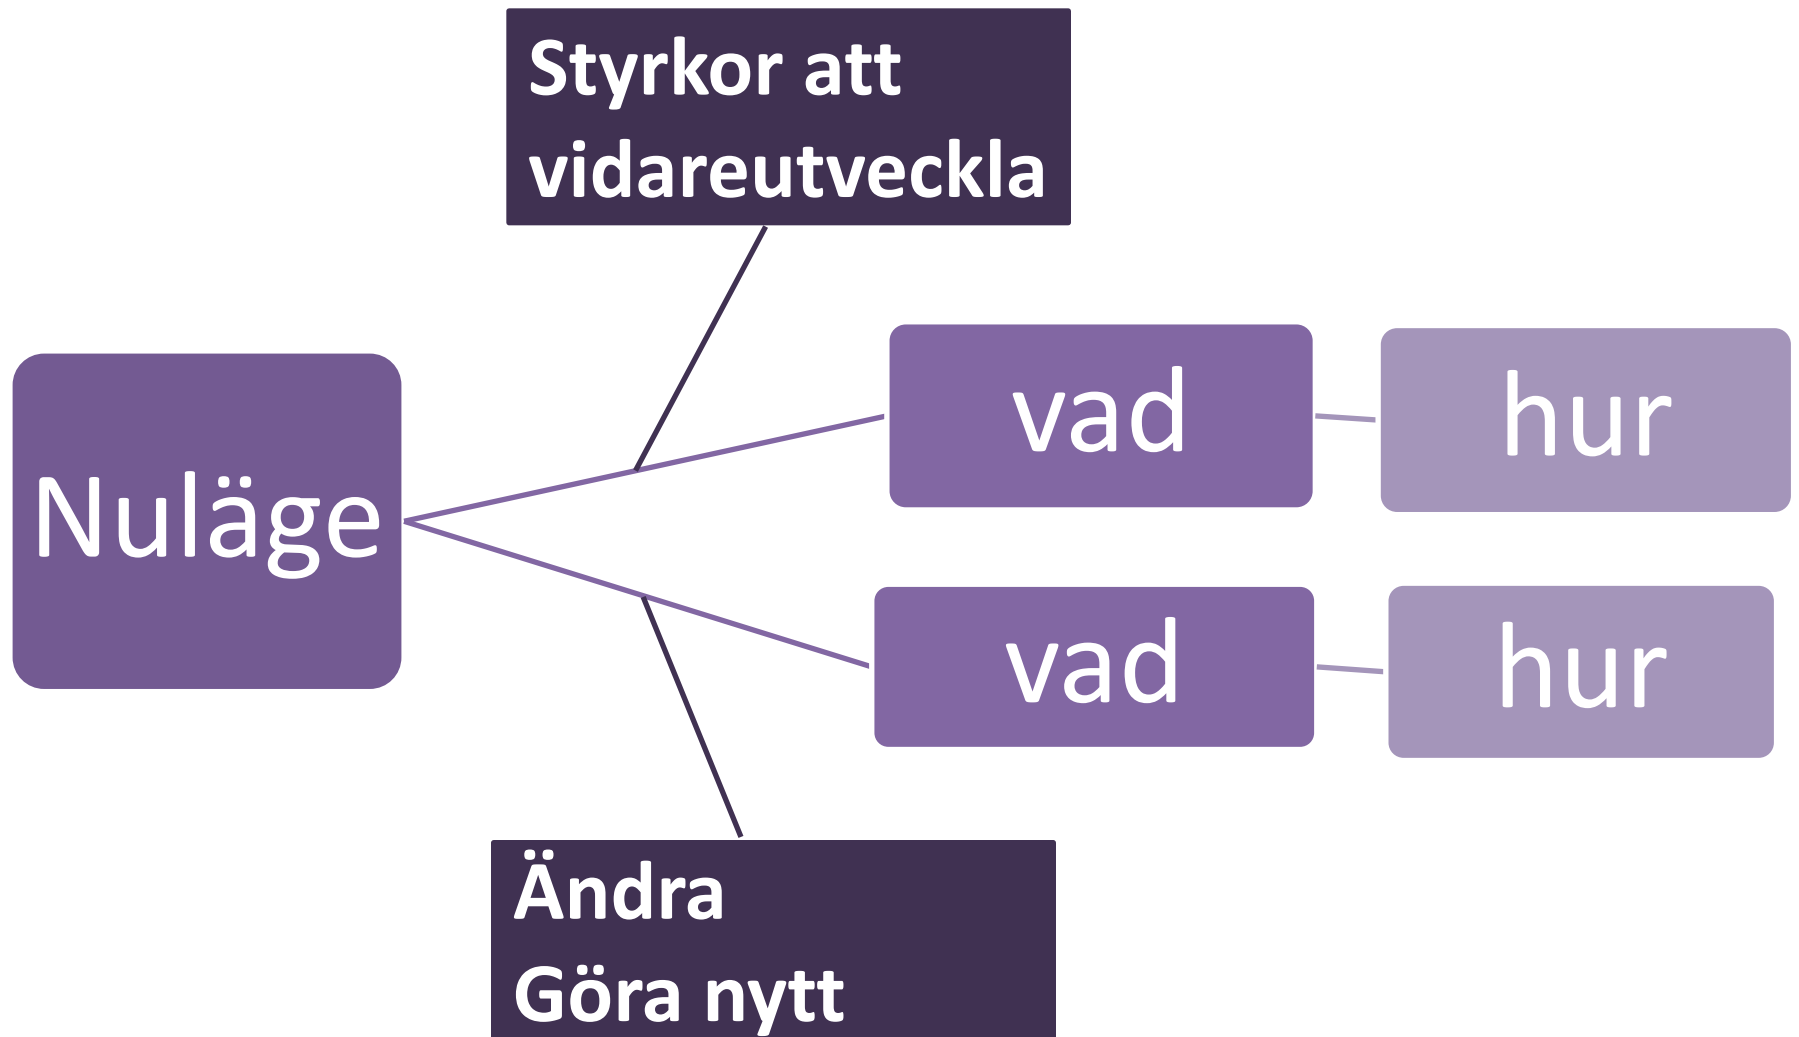 Styrkor att
vidareutveckla
Nuläge
vad
hur
vad
hur
Ändra
Göra nytt